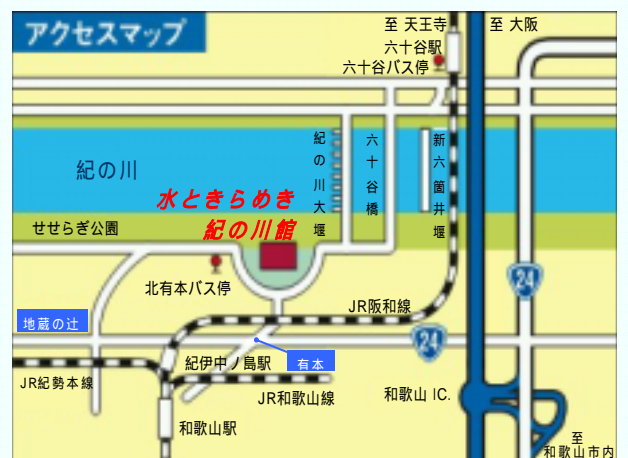 アクセスマップ
至 天王寺
至 大阪
六十谷駅
六十谷バス停
紀の川
紀の川大堰
六十谷橋
新六箇井堰
水ときらめき
紀の川館
せせらぎ公園
北有本バス停
24
JR阪和線
地蔵の辻
24
紀伊中ノ島駅
有本
JR紀勢本線
JR和歌山線
和歌山 IC.
和歌山駅
至
和歌山市内